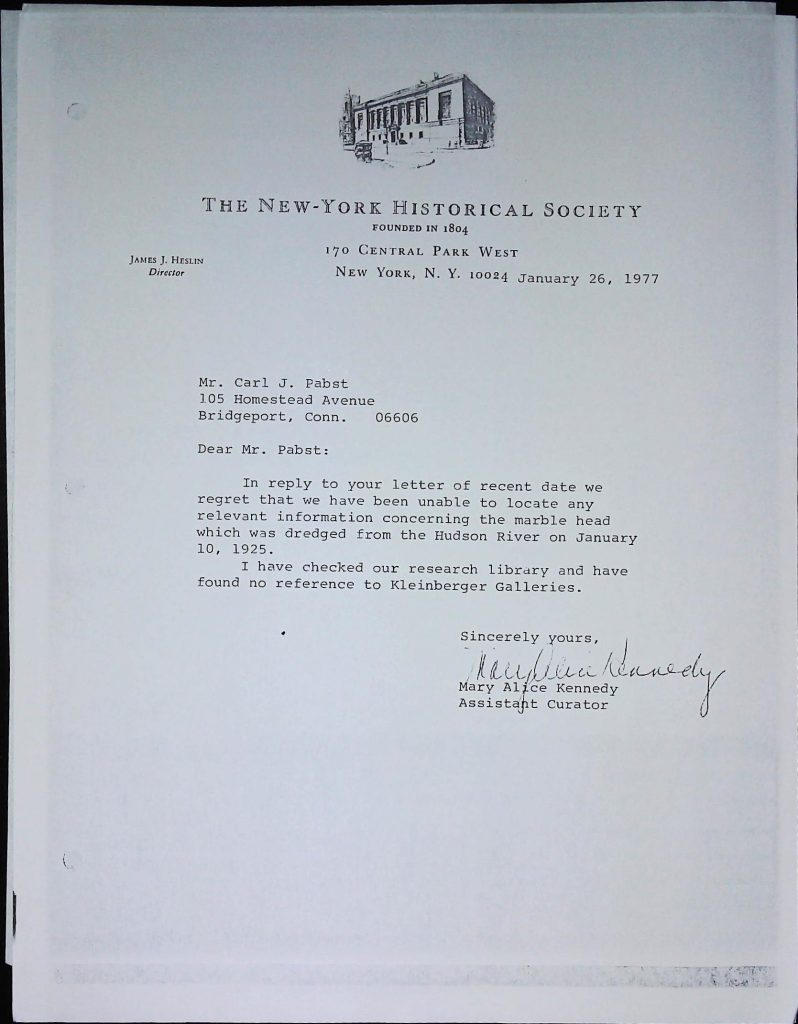 THE NEW-YORK HISTORICAL SOCIETY
FOUNDED IN 1804
170 CENTRAL PARK WEST
JAMES J. HESLIN
Director
NEW YORK, N. Y. 10024 January 26, 1977
Mr. Carl J. Pabst
105 Homestead Avenue
Bridgeport, Conn. 06606
Dear Mr. Pabst:
In reply to your letter of recent date we
regret that we have been unable to locate any
relevant information concerning the marble head
which was dredged from the Hudson River on January
10, 1925.
I have checked our research library and have
found no reference to Kleinberger Galleries.
Sincerely yours,
Mary Alice Kennedy
Mary Alice Kennedy
Assistant Curator